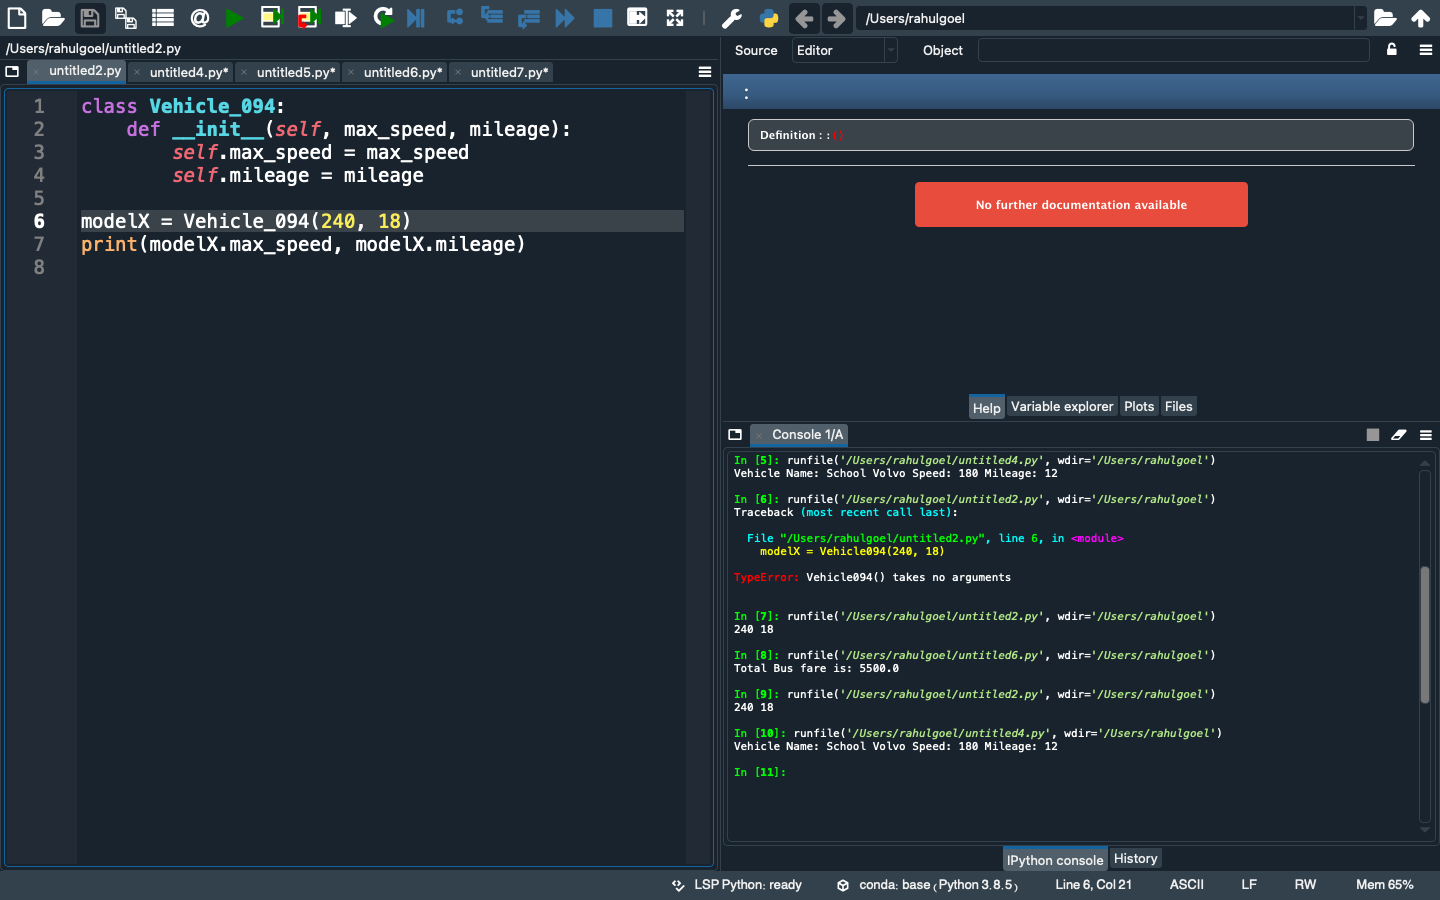 /Users/rahulgoel
/Users/rahulgoel/untitled2.py
untitled2.py
untitled4.py*
untitled5.py*
untitled6.py*
untitled7.py*
1 class Vehicle_094:
2     def __init__(self, max_speed, mileage):
3         self.max_speed = max_speed
4         self.mileage = mileage
5
6 modelX = Vehicle_094(240, 18)
7 print(modelX.max_speed, modelX.mileage)
8
Source Editor Object
:
Definition : : ()
No further documentation available
Help Variable explorer Plots Files
Console 1/A
In [5]: runfile('/Users/rahulgoel/untitled4.py', wdir='/Users/rahulgoel')
Vehicle Name: School Volvo Speed: 180 Mileage: 12
In [6]: runfile('/Users/rahulgoel/untitled2.py', wdir='/Users/rahulgoel')
Traceback (most recent call last):
File "/Users/rahulgoel/untitled2.py", line 6, in <module>
modelX = Vehicle094(240, 18)
TypeError: Vehicle094() takes no arguments
In [7]: runfile('/Users/rahulgoel/untitled2.py', wdir='/Users/rahulgoel')
240 18
In [8]: runfile('/Users/rahulgoel/untitled6.py', wdir='/Users/rahulgoel')
Total Bus fare is: 5500.0
In [9]: runfile('/Users/rahulgoel/untitled2.py', wdir='/Users/rahulgoel')
240 18
In [10]: runfile('/Users/rahulgoel/untitled4.py', wdir='/Users/rahulgoel')
Vehicle Name: School Volvo Speed: 180 Mileage: 12
In [11]:
IPython console History
LSP Python: ready conda: base (Python 3.8.5) Line 6, Col 21 ASCII LF RW Mem 65%